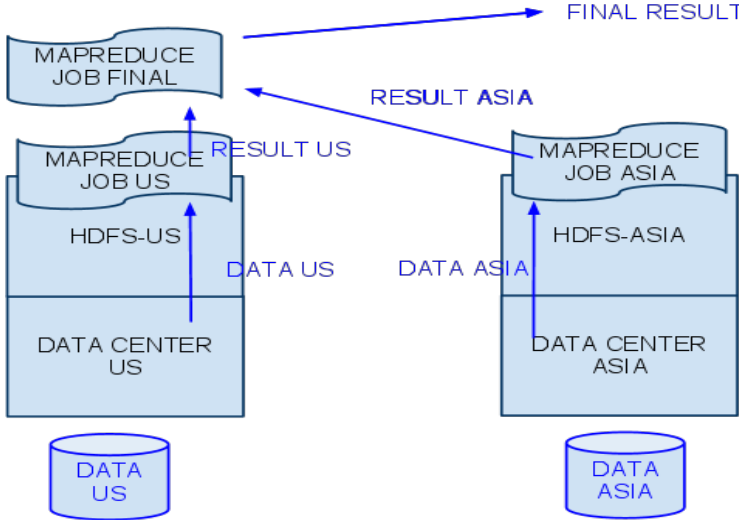 FINAL RESULT
MAPREDUCE
JOB FINAL
RESULT ASIA
MAPREDUCE
JOB US
RESULT US
MAPREDUCE
JOB ASIA
HDFS-US
HDFS-ASIA
DATA US
DATA ASIA
DATA CENTER
US
DATA CENTER
ASIA
DATA
US
DATA
ASIA